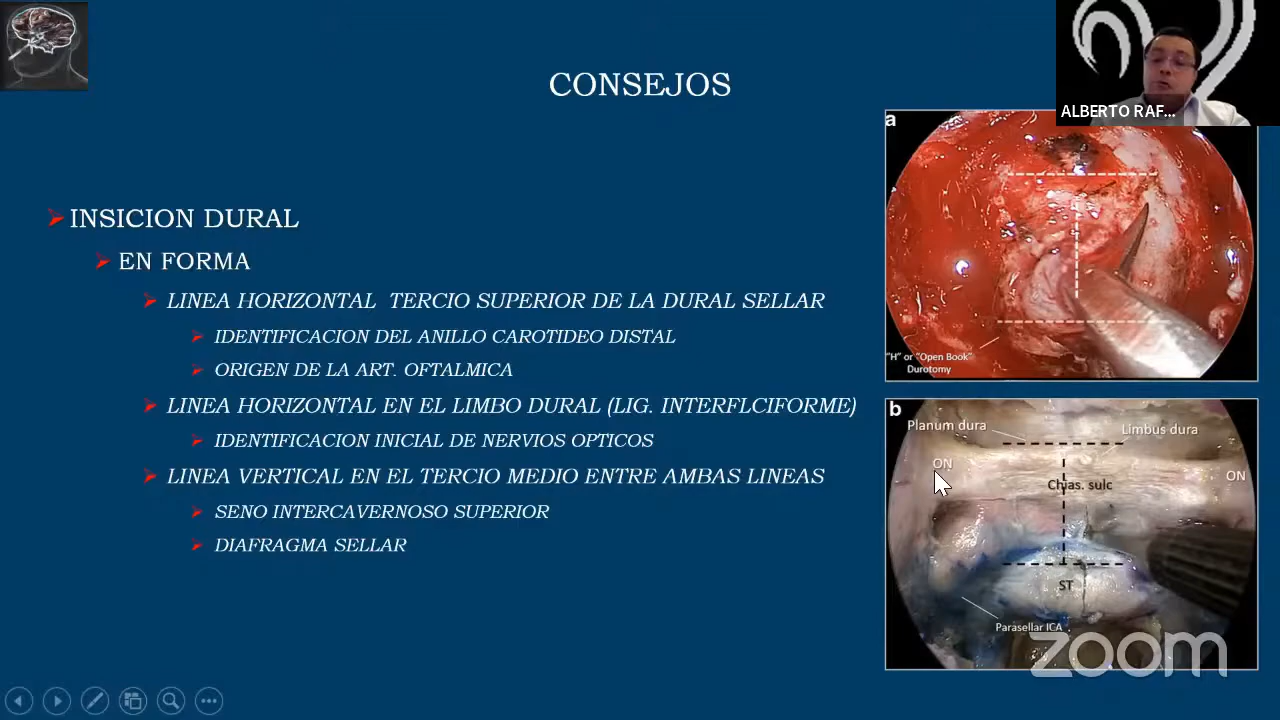 CONSEJOS
INSICION DURAL
EN FORMA
LINEA HORIZONTAL TERCIO SUPERIOR DE LA DURAL SELLAR
IDENTIFICACION DEL ANILLO CAROTIDEO DISTAL
ORIGEN DE LA ART. OFTALMICA
LINEA HORIZONTAL EN EL LIMBO DURAL (LIG. INTERFLCIFORME)
IDENTIFICACION INICIAL DE NERVIOS OPTICOS
LINEA VERTICAL EN EL TERCIO MEDIO ENTRE AMBAS LINEAS
SENO INTERCAVERNOSO SUPERIOR
DIAFRAGMA SELLAR
ALBERTO RAF...
a
"H" or "Open Book"
Durotomy
b
Planum dura
Limbus dura
ON
ON
Chias. sulc
ST
Parasellar ICA
zoom